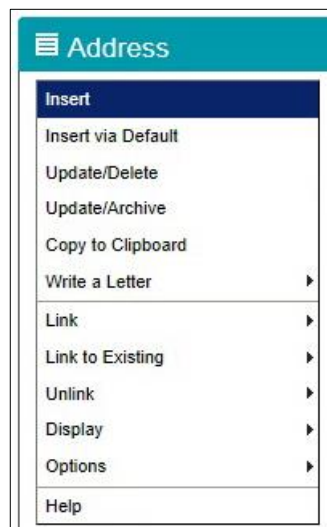 Address
Insert
Insert via Default
Update/Delete
Update/Archive
Copy to Clipboard
Write a Letter
Link
Link to Existing
Unlink
Display
Options
Help